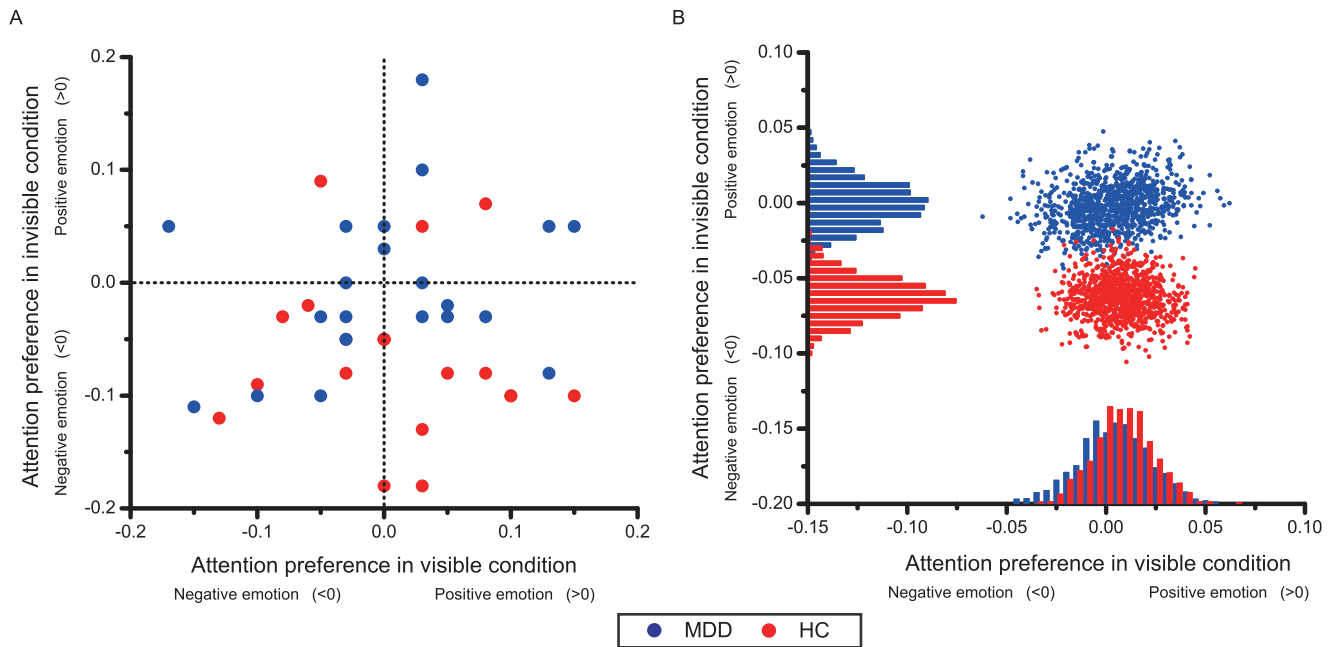 A
Attention preference in invisible condition
Negative emotion (<0)
Positive emotion (>0)
0.2
0.1
0.0
-0.1
-0.2
-0.2
-0.1
0.0
0.1
0.2
Attention preference in visible condition
Negative emotion (<0)
Positive emotion (>0)
B
Attention preference in invisible condition
Negative emotion (<0)
Positive emotion (>0)
0.10
0.05
0.00
-0.05
-0.10
-0.15
-0.20
-0.15
-0.10
-0.05
0.00
0.05
0.10
Attention preference in visible condition
Negative emotion (<0)
Positive emotion (>0)
MDD
HC